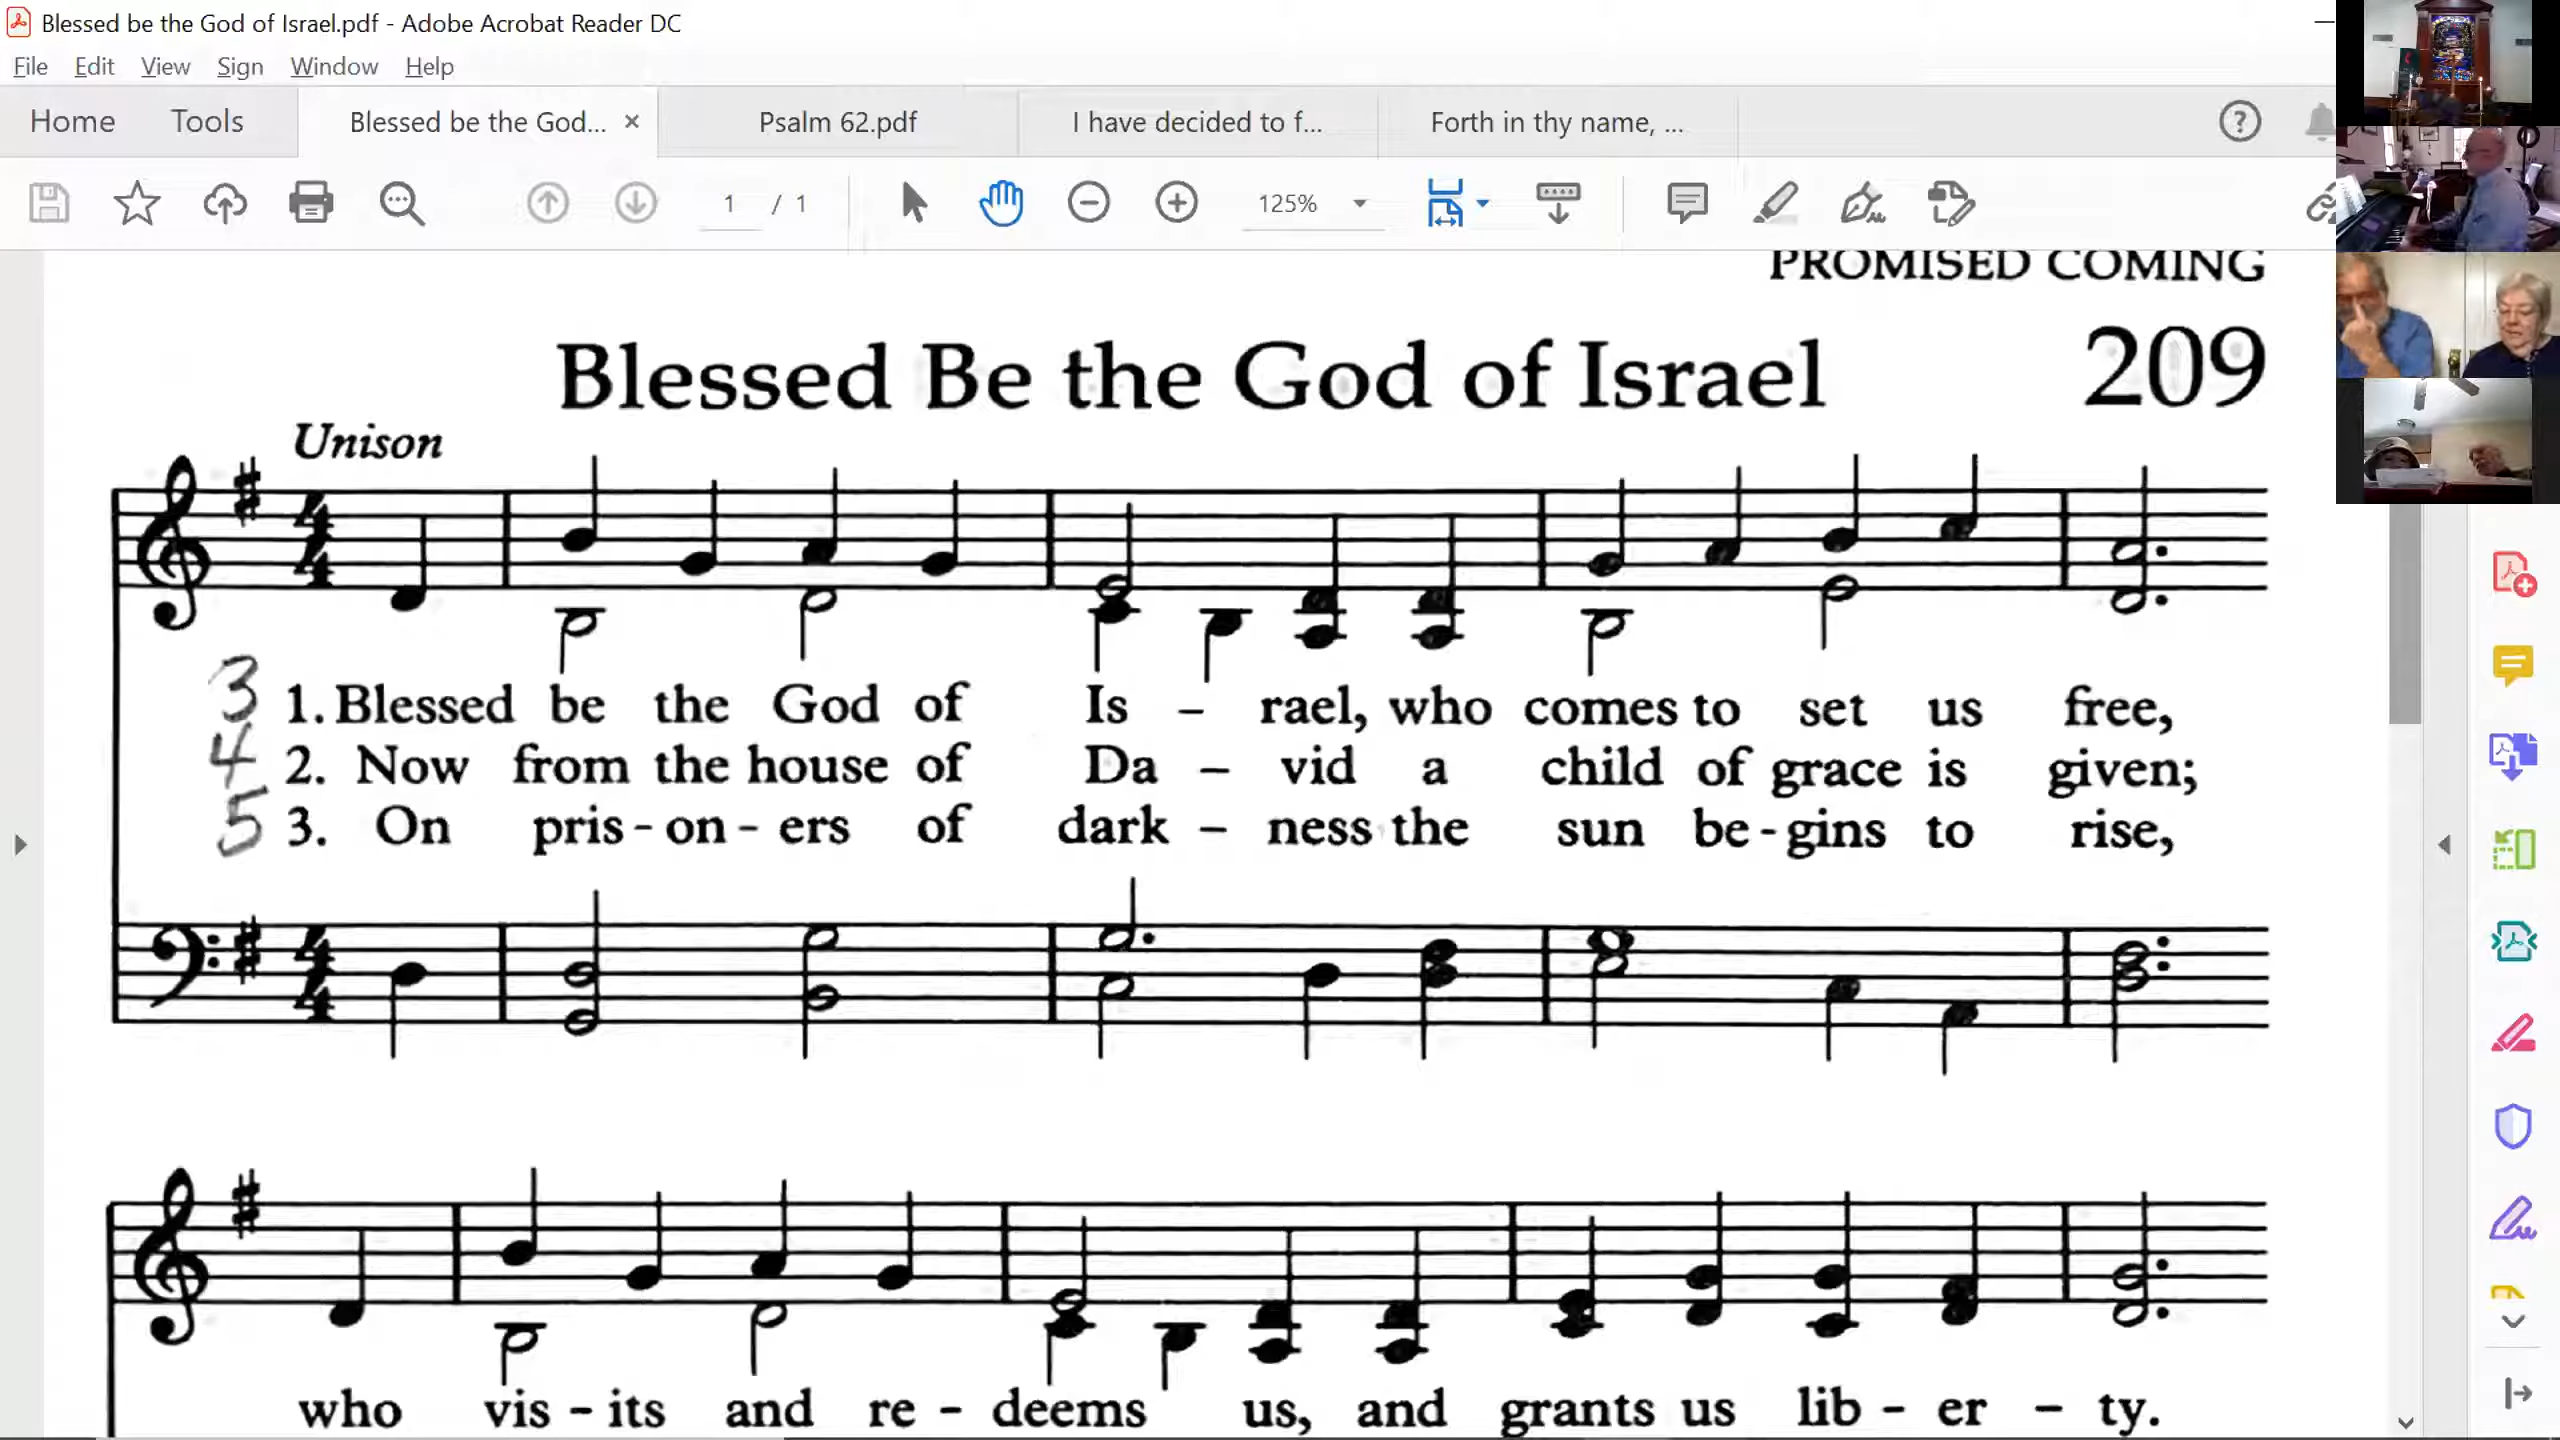 Blessed be the God of Israel.pdf - Adobe Acrobat Reader DC
File Edit View Sign Window Help
Home Tools Blessed be the God... × Psalm 62.pdf I have decided to f... Forth in thy name, ...
1 / 1 125%
PROMISED COMING
Blessed Be the God of Israel 209
Unison
4 4
3 1. Blessed be the God of Is - rael, who comes to set us free,
4 2. Now from the house of Da - vid a child of grace is given;
5 3. On pris - on - ers of dark - ness the sun be - gins to rise,
4 4
who vis - its and re - deems us, and grants us lib - er - ty.